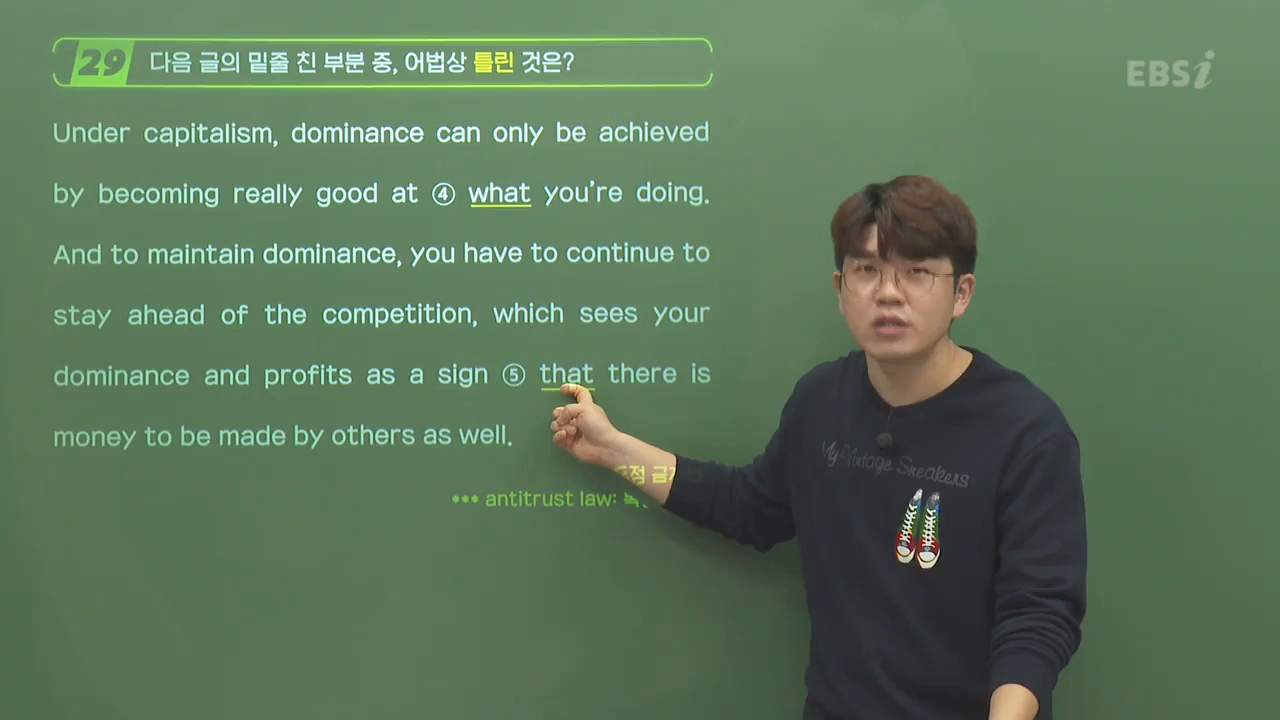 29 다음 글의 밑줄 친 부분 중, 어법상 틀린 것은?
EBSi
Under capitalism, dominance can only be achieved
by becoming really good at ④ what you’re doing.
And to maintain dominance, you have to continue to
stay ahead of the competition, which sees your
dominance and profits as a sign ⑤ that there is
money to be made by others as well.
*** antitrust law:
My Vintage Sneakers